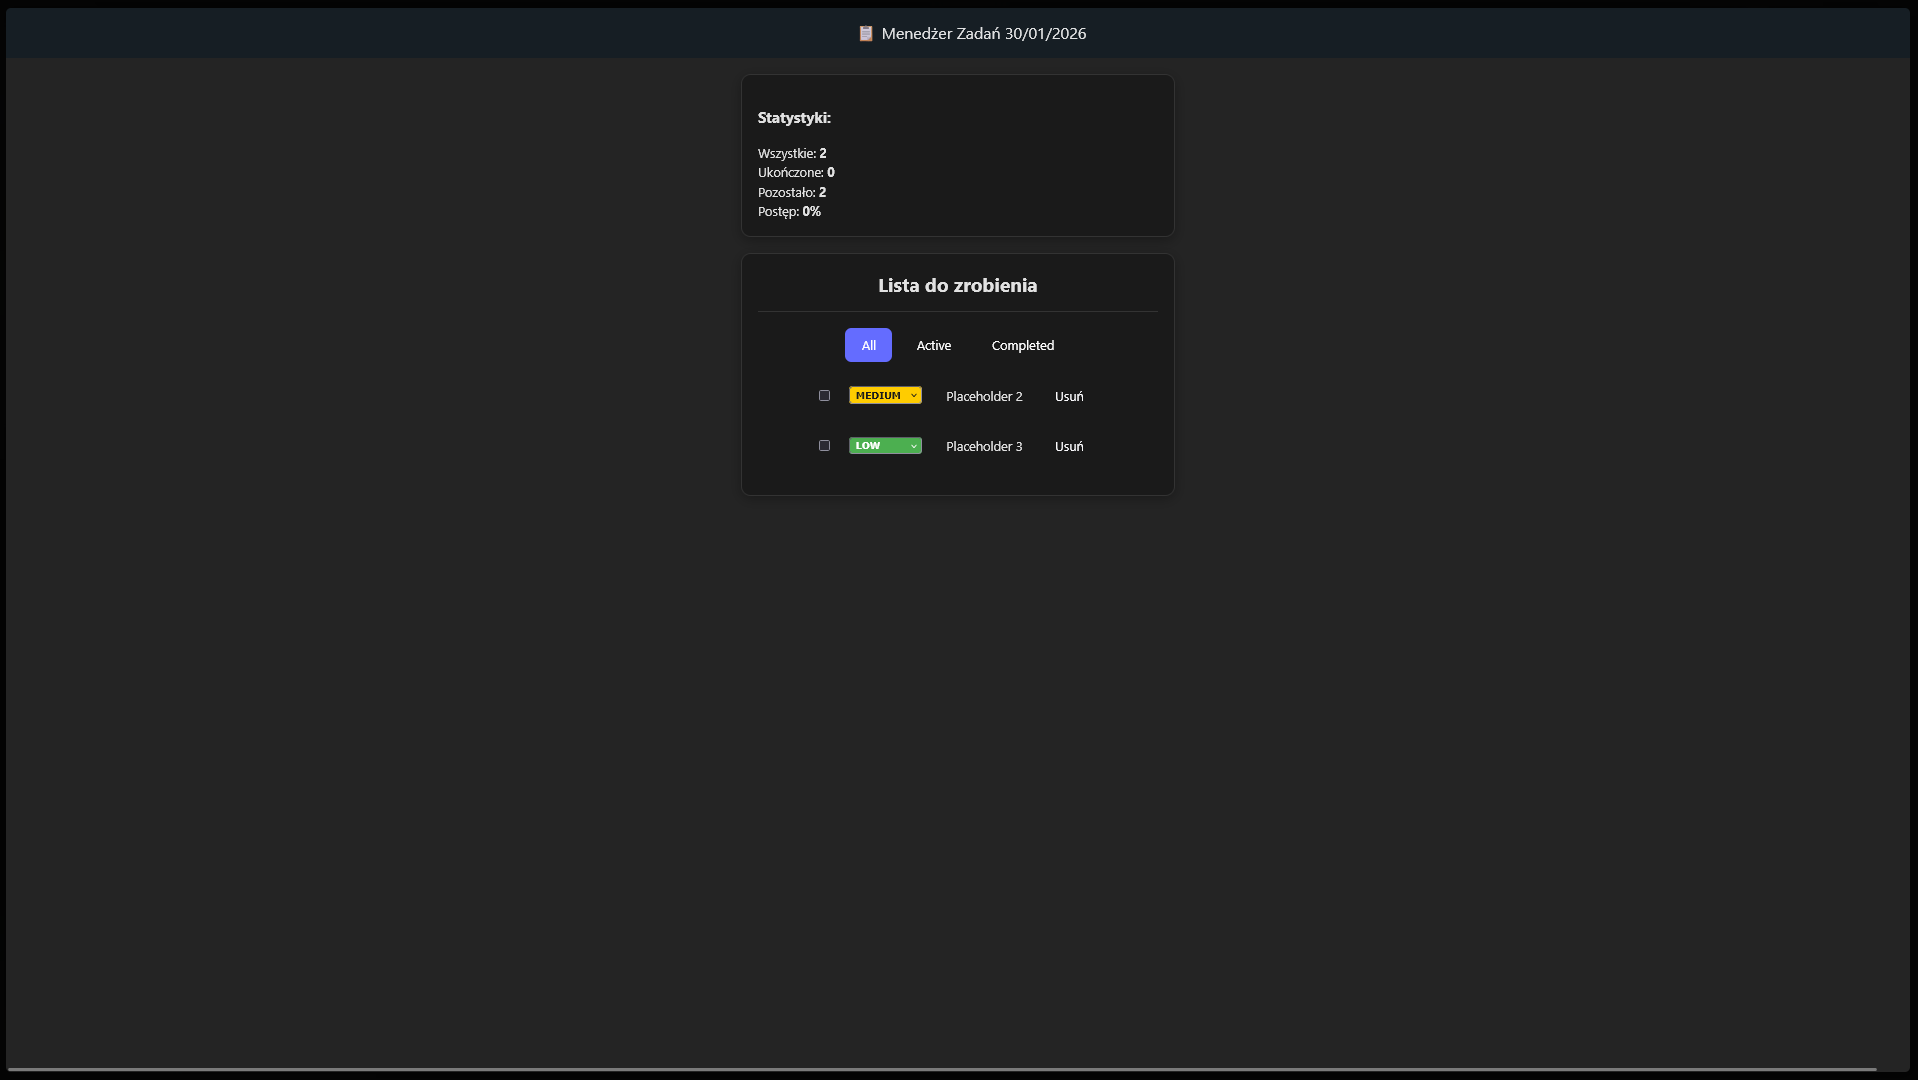 📋 Menedżer Zadań 30/01/2026
Statystyki:
Wszystkie: 2
Ukończone: 0
Pozostało: 2
Postęp: 0%
Lista do zrobienia
All Active Completed
MEDIUM Placeholder 2 Usuń
LOW Placeholder 3 Usuń